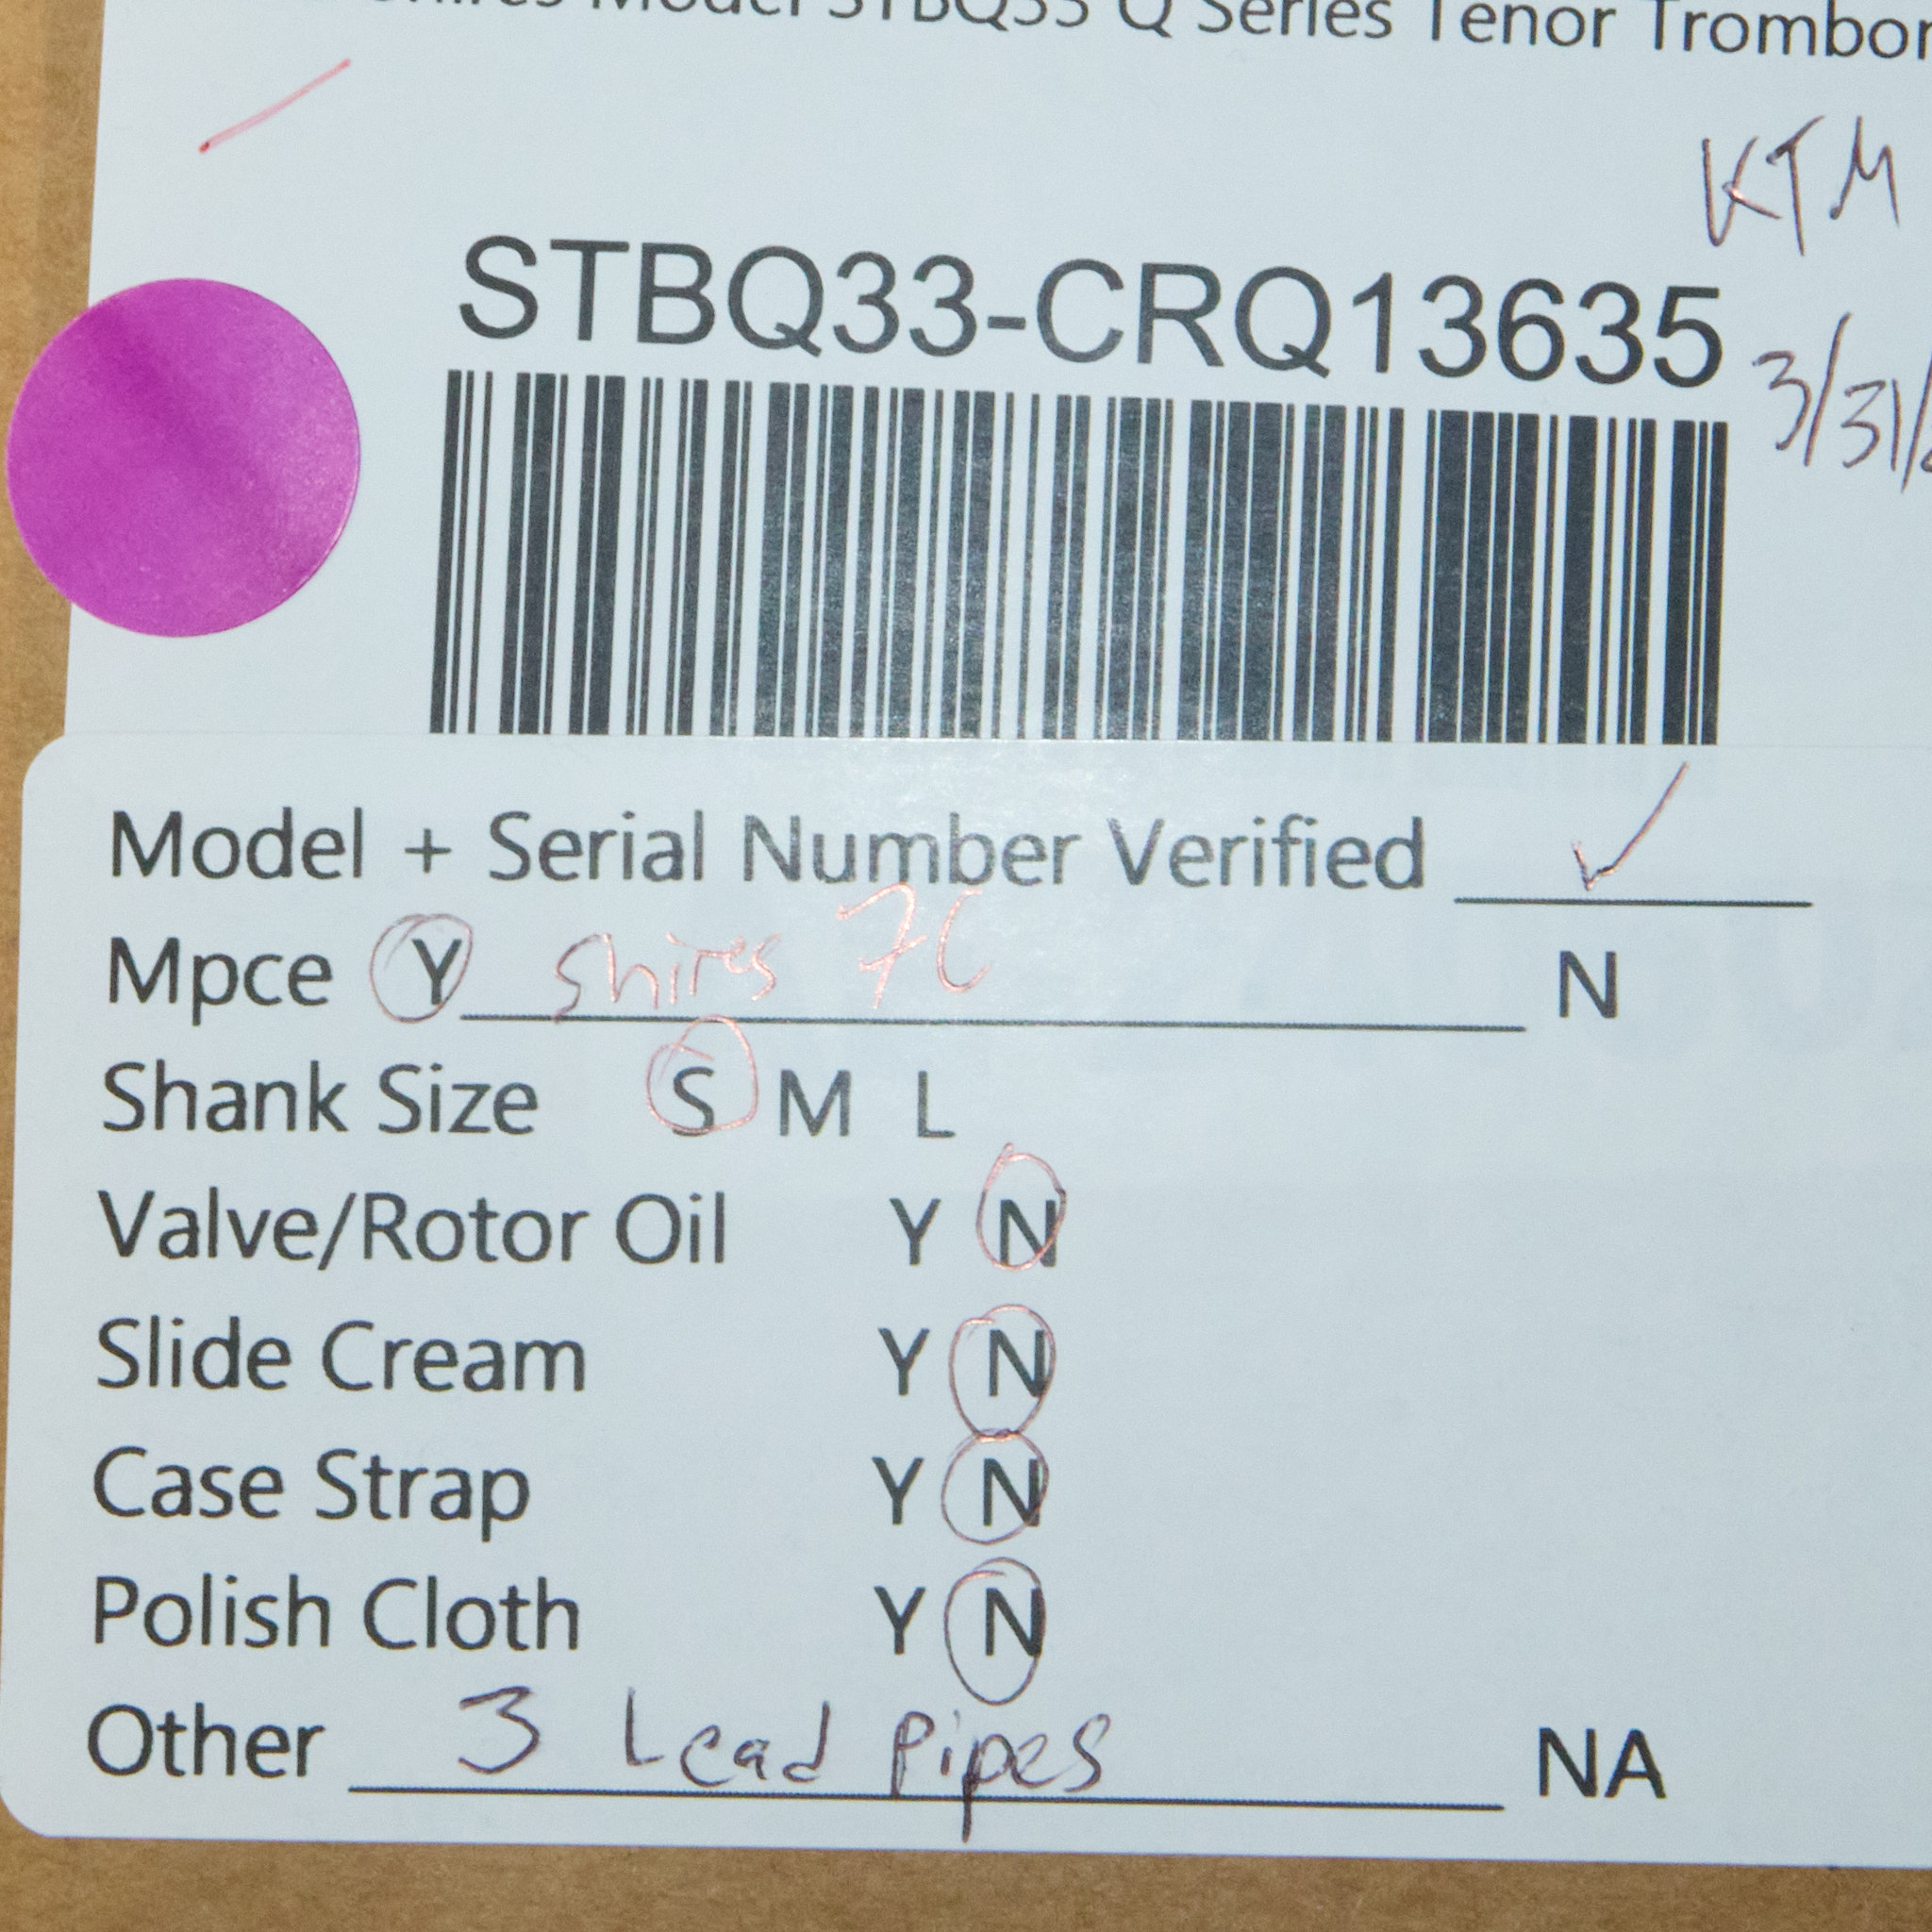 Shires Model STBQ33 Q Series Tenor Trombon
KTM
STBQ33-CRQ13635
3/31/
Model + Serial Number Verified ✓
Mpce Y Shires 7C N
Shank Size S M L
Valve/Rotor Oil Y N
Slide Cream Y N
Case Strap Y N
Polish Cloth Y N
Other 3 Lead Pipes NA